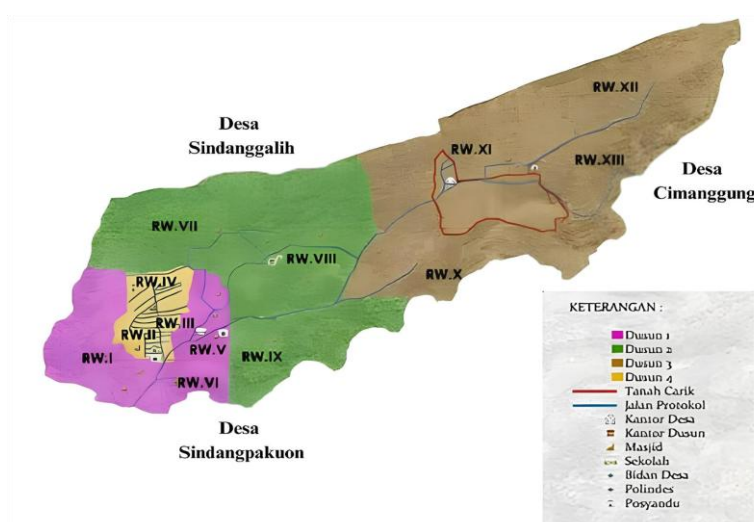 RW.XII
Desa
Sindanggalih
RW.XI
RW.XIII
Desa
Cimanggung
RW.VII
RW.VIII
RW.X
RW.IV
RW.III
RW.II
RW.V
RW.I
RW.IX
RW.VI
Desa
Sindangpakuon
KETERANGAN :
Dusun 1
Dusun 2
Dusun 3
Dusun 4
Tanah Carik
Jalan Protokol
Kantor Desa
Kantor Dusun
Masjid
Sekolah
Bidan Desa
Polindes
Posyandu